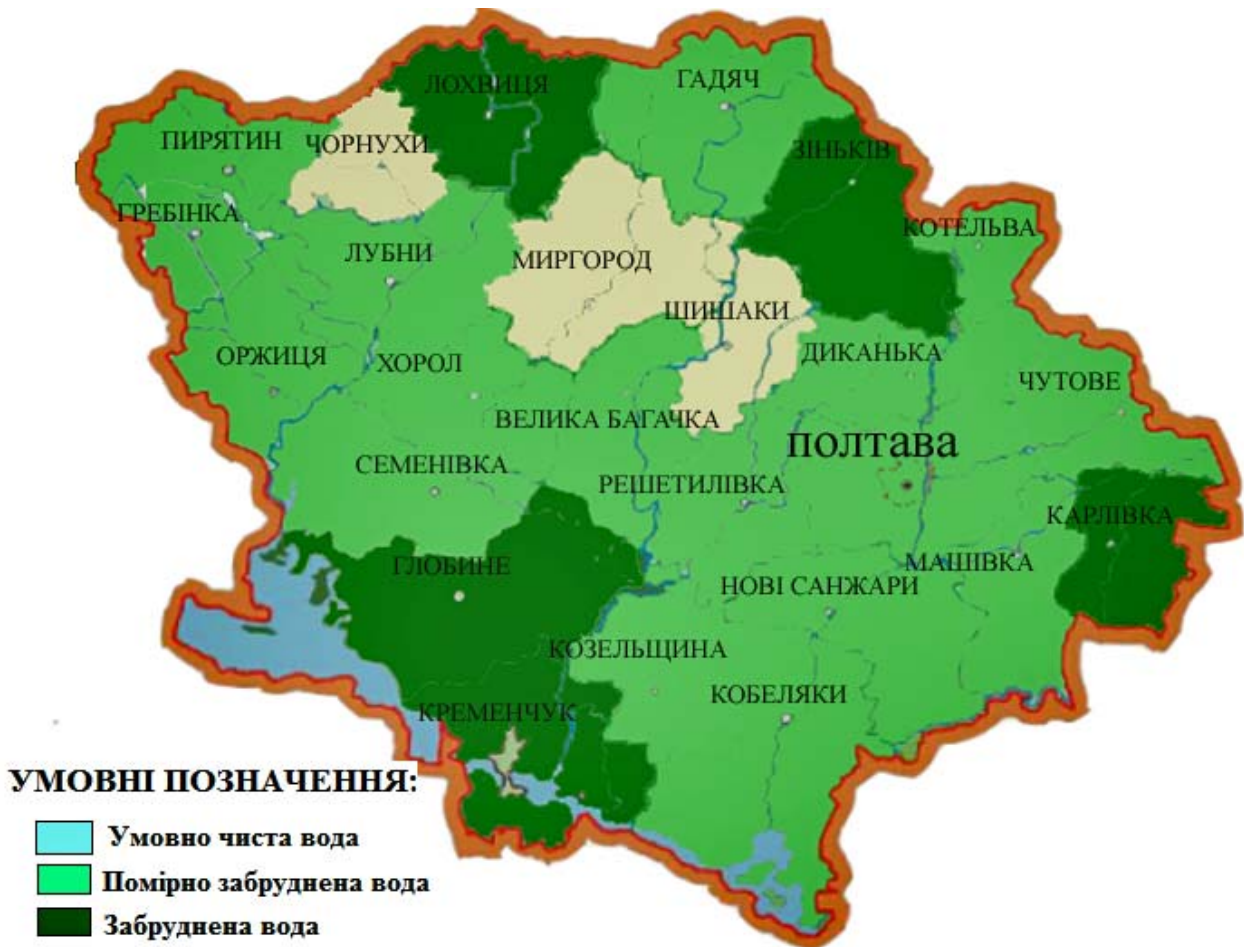 ЛОХВИЦЯ
ГАДЯЧ
ПИРЯТИН
ЧОРНУХИ
ЗІНЬКІВ
ГРЕБІНКА
КОТЕЛЬВА
ЛУБНИ
МИРГОРОД
ШИШАКИ
ОРЖИЦЯ
ХОРОЛ
ДИКАНЬКА
ЧУТОВЕ
ВЕЛИКА БАГАЧКА
ПОЛТАВА
СЕМЕНІВКА
РЕШЕТИЛІВКА
КАРЛІВКА
ГЛОБИНЕ
МАШІВКА
НОВІ САНЖАРИ
КОЗЕЛЬЩИНА
КОБЕЛЯКИ
КРЕМЕНЧУК
УМОВНІ ПОЗНАЧЕННЯ:
Умовно чиста вода
Помірно забруднена вода
Забруднена вода